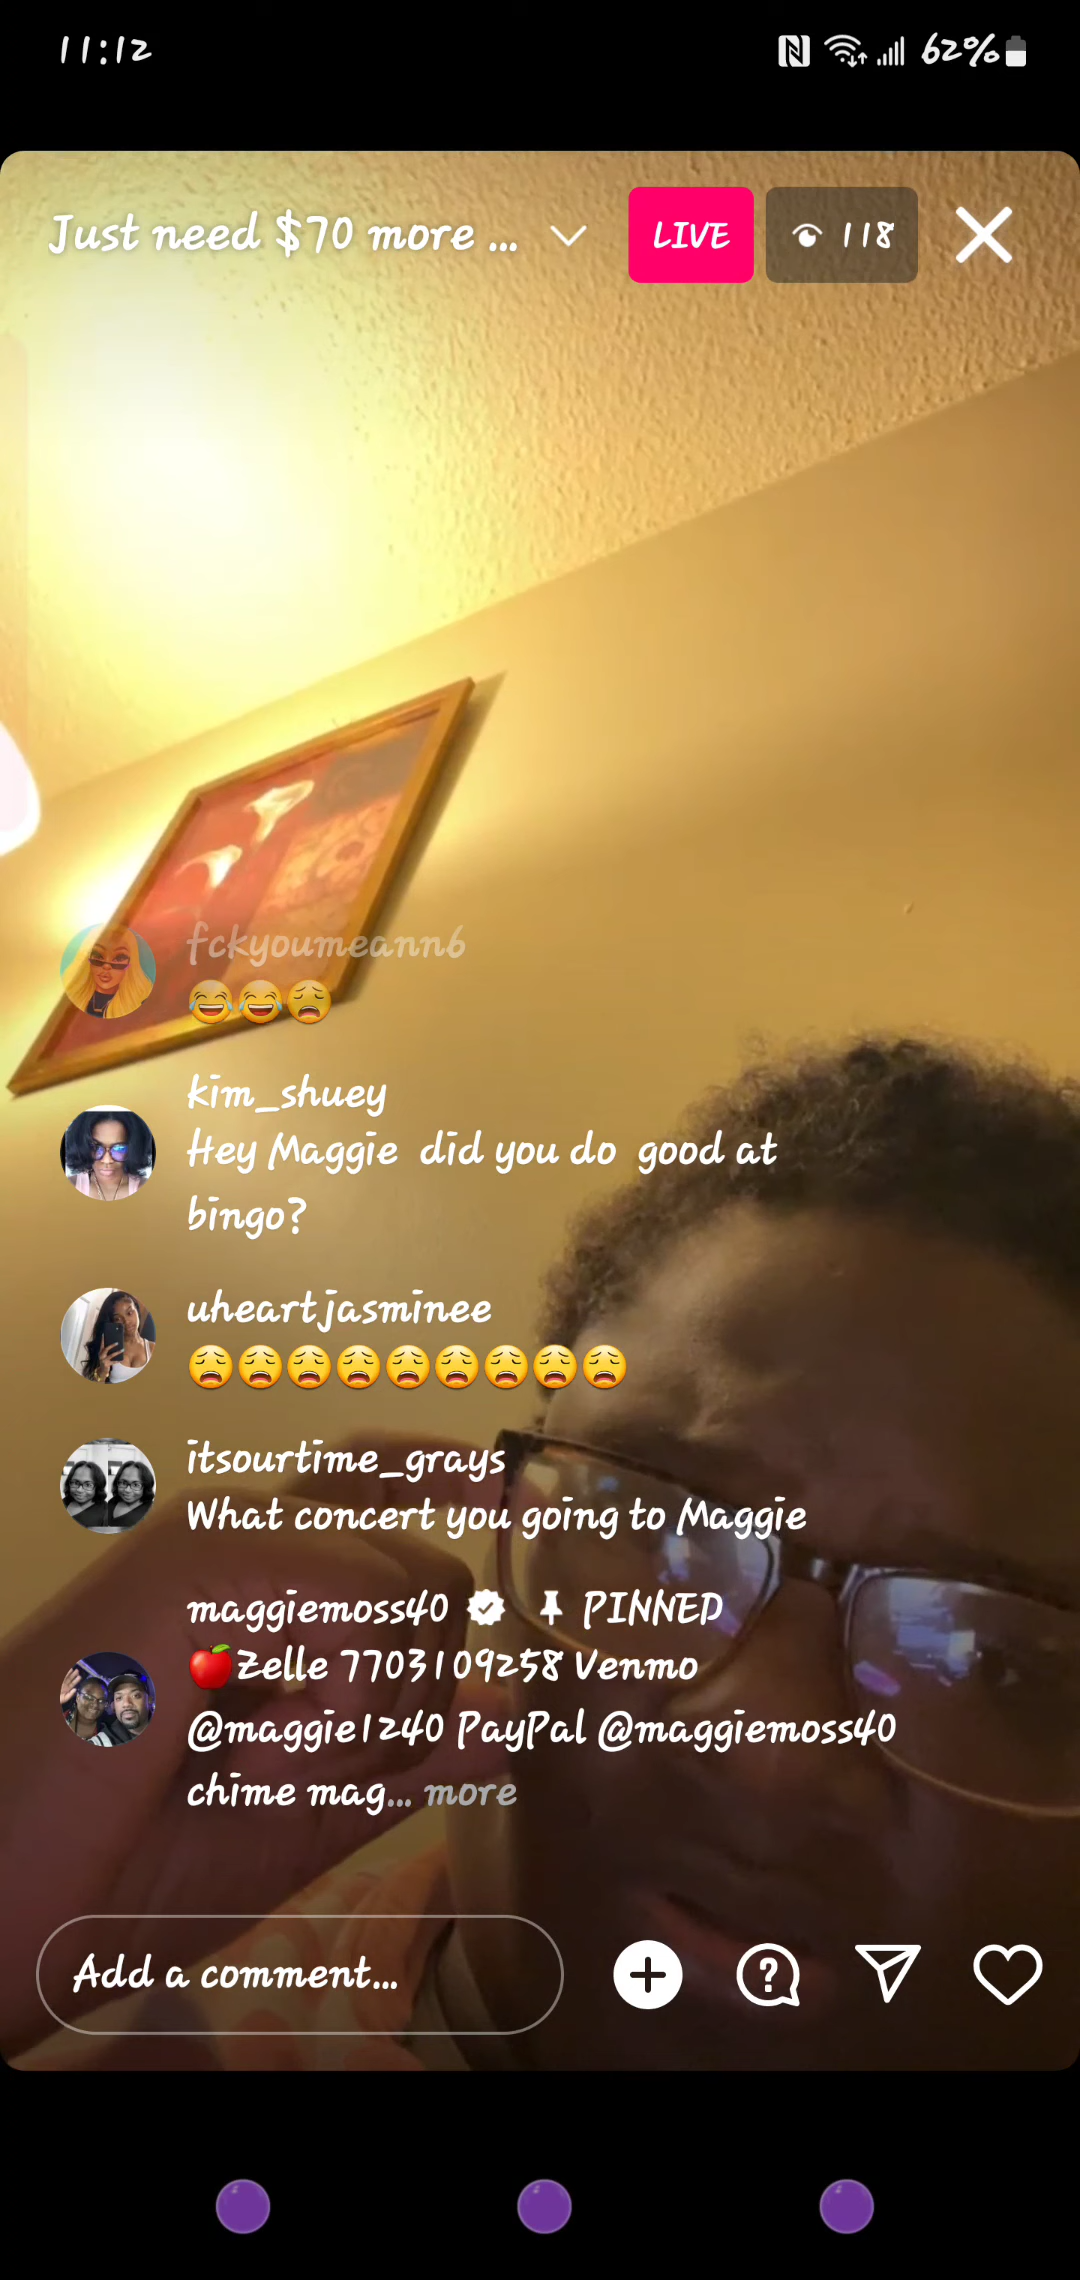 11:12 62%
Just need $70 more ... LIVE 118
fckyoumeann6
😂😂😩
kim_shuey
Hey Maggie did you do good at
bingo?
uheartjasminee
😩😩😩😩😩😩😩😩😩
itsourtime_grays
What concert you going to Maggie
maggiemoss40 PINNED
🍎Zelle 7703109258 Venmo
@maggie1240 PayPal @maggiemoss40
chime mag... more
Add a comment...